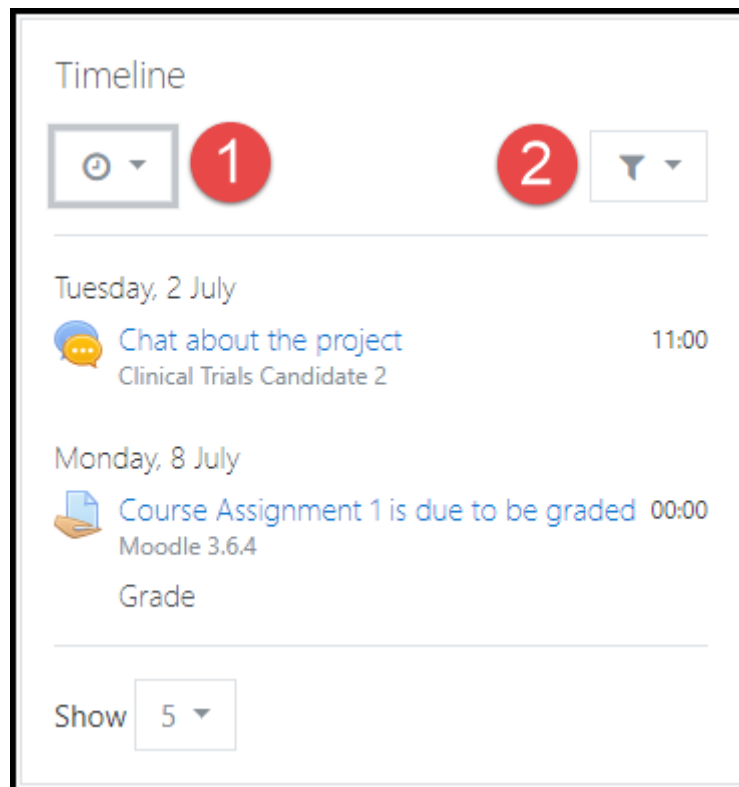 Timeline
1 2
Tuesday, 2 July
Chat about the project 11:00
Clinical Trials Candidate 2
Monday, 8 July
Course Assignment 1 is due to be graded 00:00
Moodle 3.6.4
Grade
Show 5